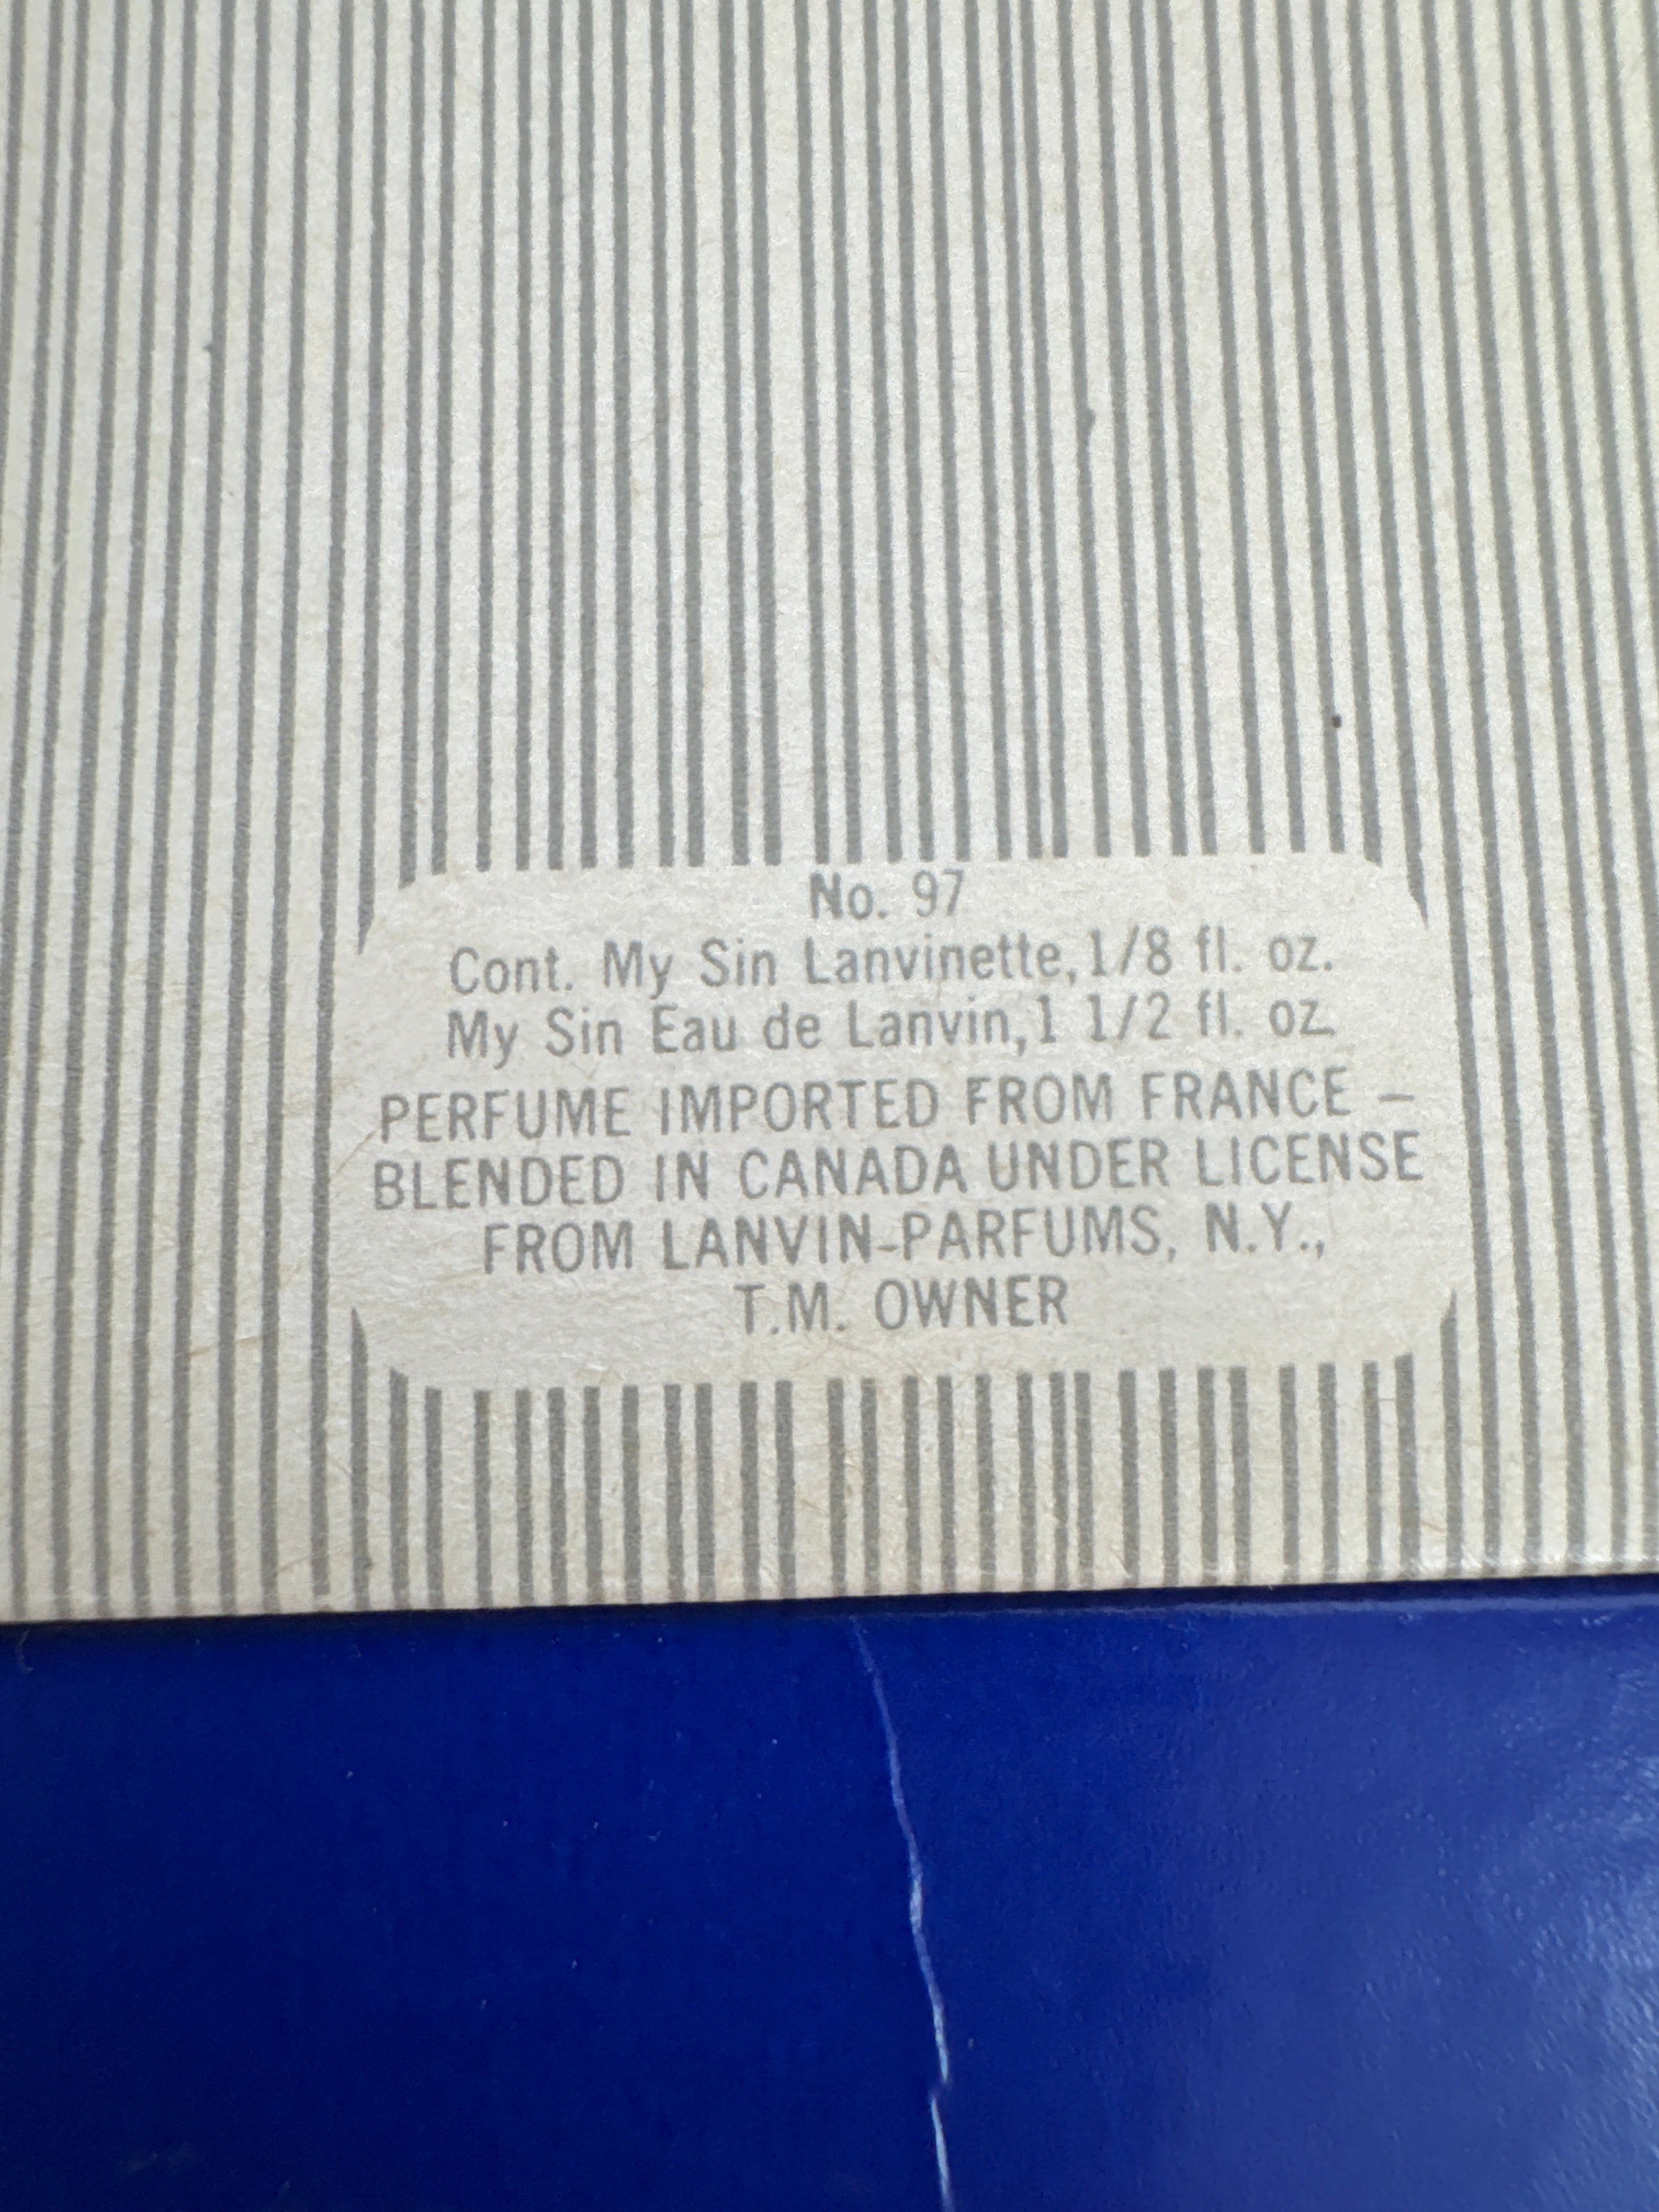 No. 97
Cont. My Sin Lanvinette, 1/8 fl. oz.
My Sin Eau de Lanvin, 1 1/2 fl. oz.
PERFUME IMPORTED FROM FRANCE –
BLENDED IN CANADA UNDER LICENSE
FROM LANVIN-PARFUMS, N.Y.,
T.M. OWNER